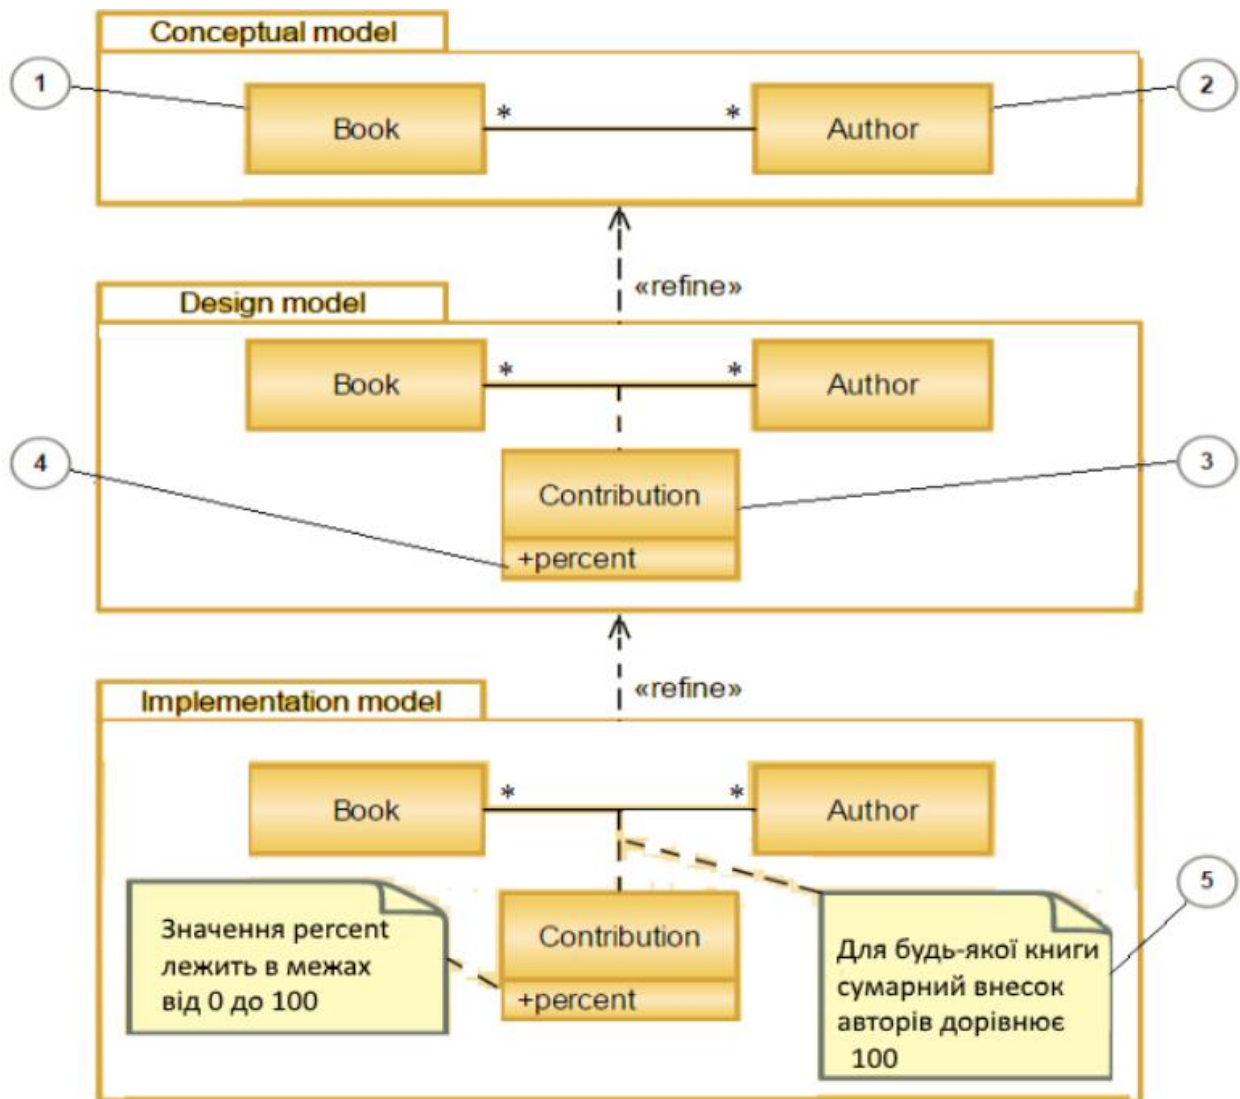 Conceptual model
1
Book
*
*
Author
2
«refine»
Design model
Book
*
*
Author
4
Contribution
3
+percent
«refine»
Implementation model
Book
*
*
Author
5
Значення percent
лежить в межах
від 0 до 100
Contribution
+percent
Для будь-якої книги
сумарний внесок
авторів дорівнює
100